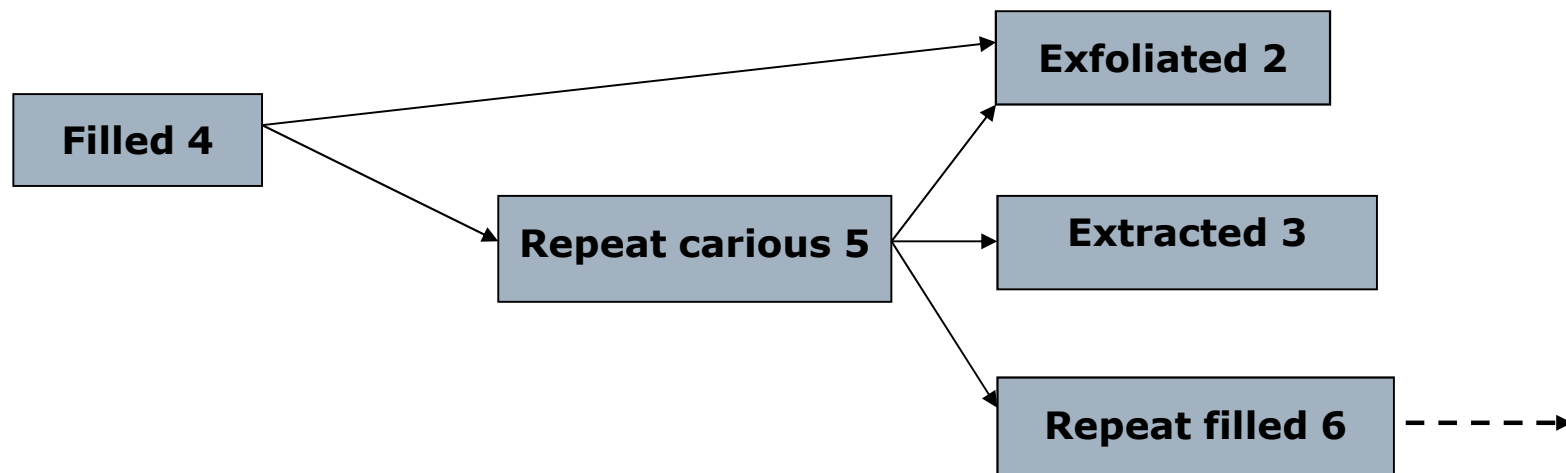 Exfoliated 2
Filled 4
Repeat carious 5
Extracted 3
Repeat filled 6